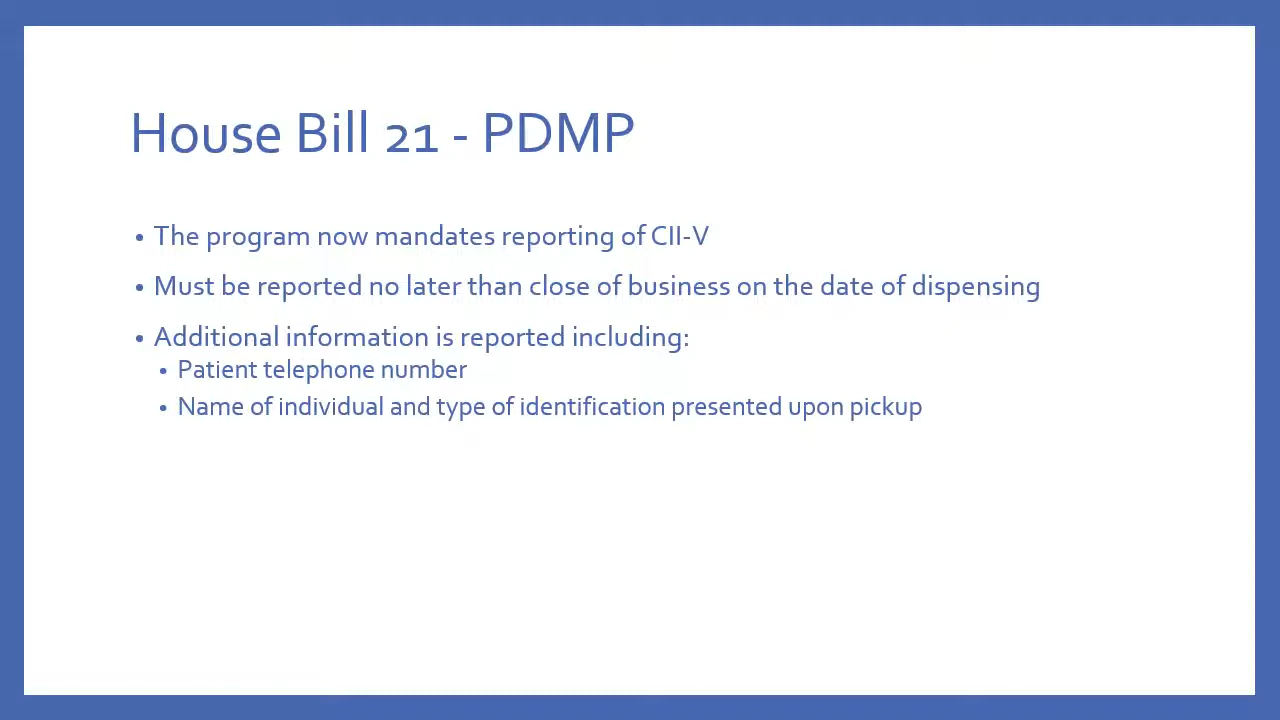 House Bill 21 - PDMP
• The program now mandates reporting of CII-V
• Must be reported no later than close of business on the date of dispensing
• Additional information is reported including:
• Patient telephone number
• Name of individual and type of identification presented upon pickup